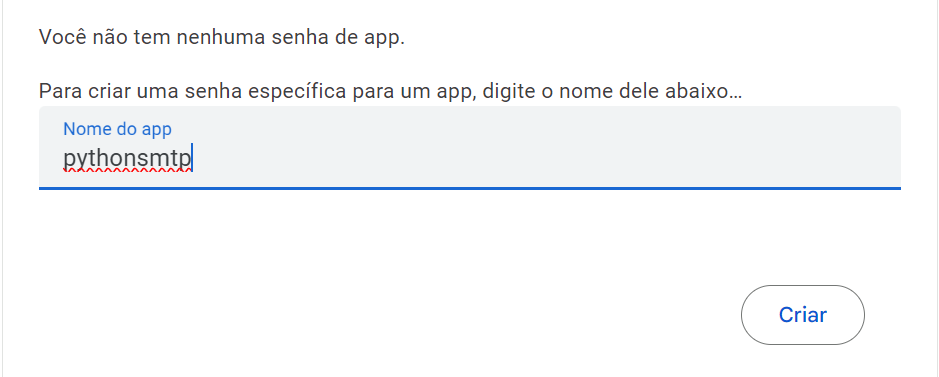 Você não tem nenhuma senha de app.
Para criar uma senha específica para um app, digite o nome dele abaixo…
Nome do app
pythonsmtp
Criar